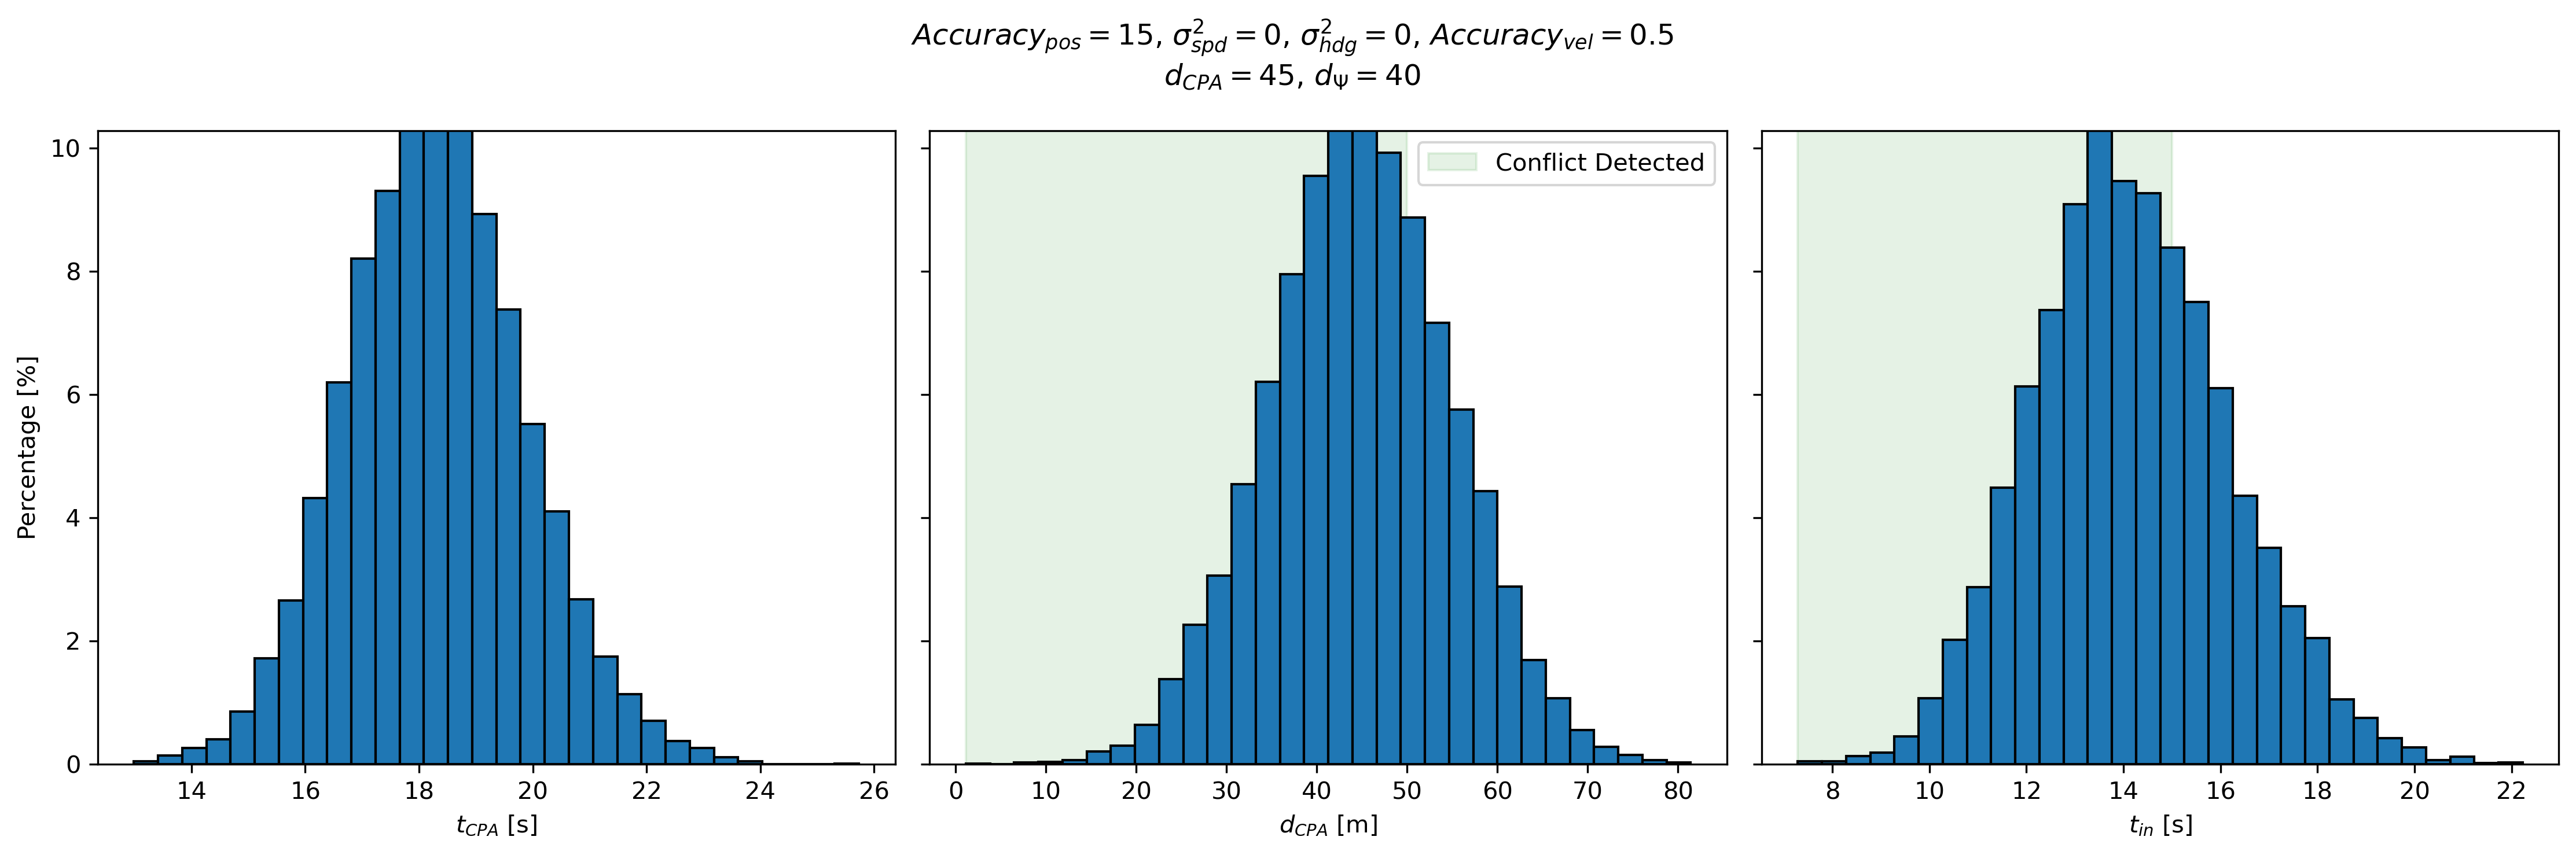 Accuracy_pos = 15, σ²_spd = 0, σ²_hdg = 0, Accuracy_vel = 0.5
d_CPA = 45, d_Ψ = 40
Percentage [%]
10
8
6
4
2
0
14 16 18 20 22 24 26
t_CPA [s]
Conflict Detected
0 10 20 30 40 50 60 70 80
d_CPA [m]
8 10 12 14 16 18 20 22
t_in [s]